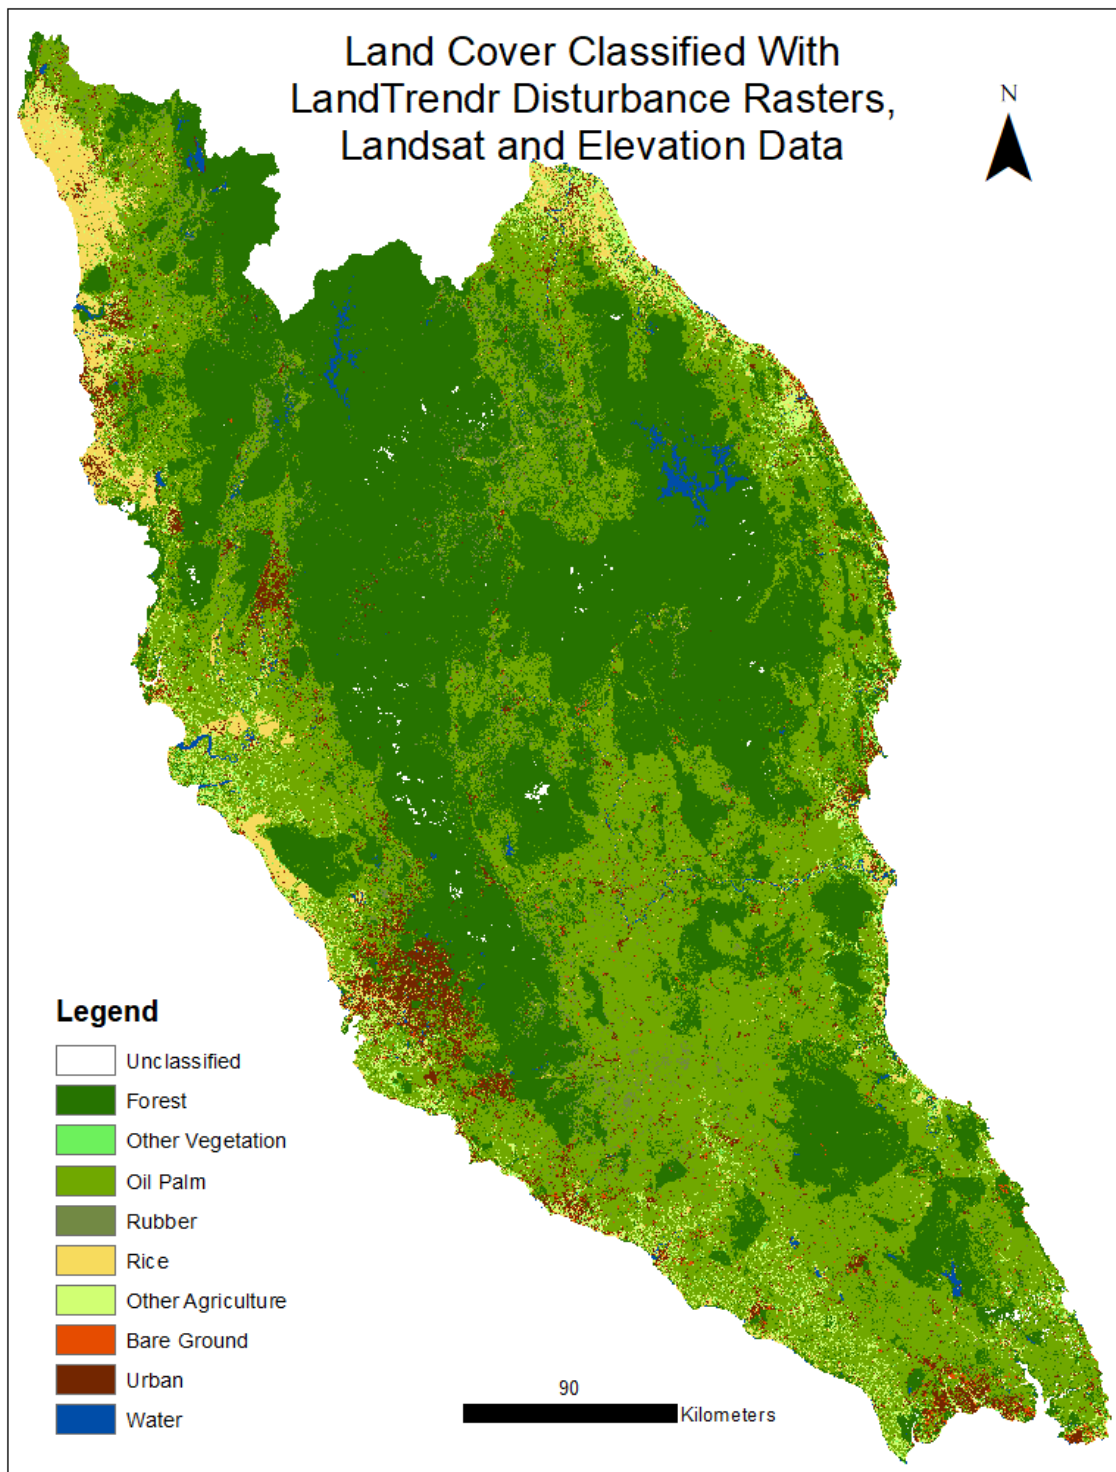 Land Cover Classified With
LandTrendr Disturbance Rasters,
Landsat and Elevation Data
N
Legend
Unclassified
Forest
Other Vegetation
Oil Palm
Rubber
Rice
Other Agriculture
Bare Ground
Urban
Water
90
Kilometers